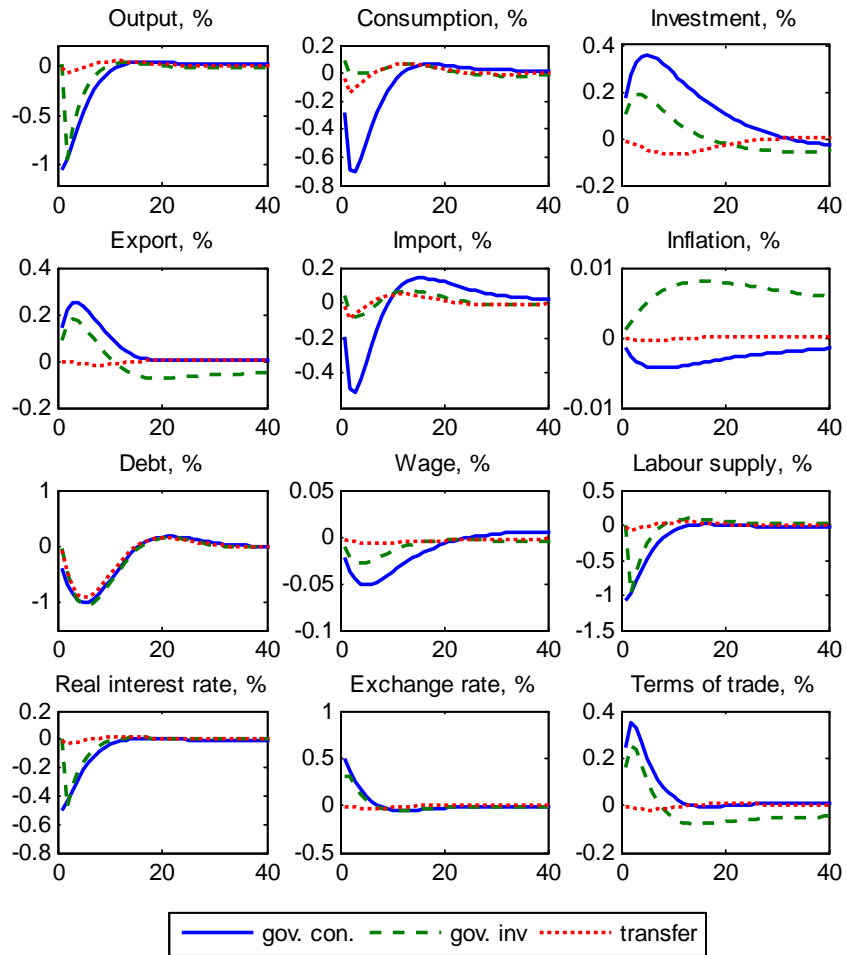 Output, %
Consumption, %
Investment, %
0
-0.5
-1
0 20 40
0.2
0
-0.2
-0.4
-0.6
-0.8
0 20 40
0.4
0.2
0
-0.2
0 20 40
Export, %
Import, %
Inflation, %
0.4
0.2
0
-0.2
0 20 40
0.2
0
-0.2
-0.4
0 20 40
0.01
0
-0.01
0 20 40
Debt, %
Wage, %
Labour supply, %
1
0
-1
0 20 40
0.05
0
-0.05
-0.1
0 20 40
0.5
0
-0.5
-1
-1.5
0 20 40
Real interest rate, %
Exchange rate, %
Terms of trade, %
0.2
0
-0.2
-0.4
-0.6
-0.8
0 20 40
1
0.5
0
0.5
0 20 40
0.4
0.2
0
-0.2
0 20 40
gov. con. gov. inv transfer